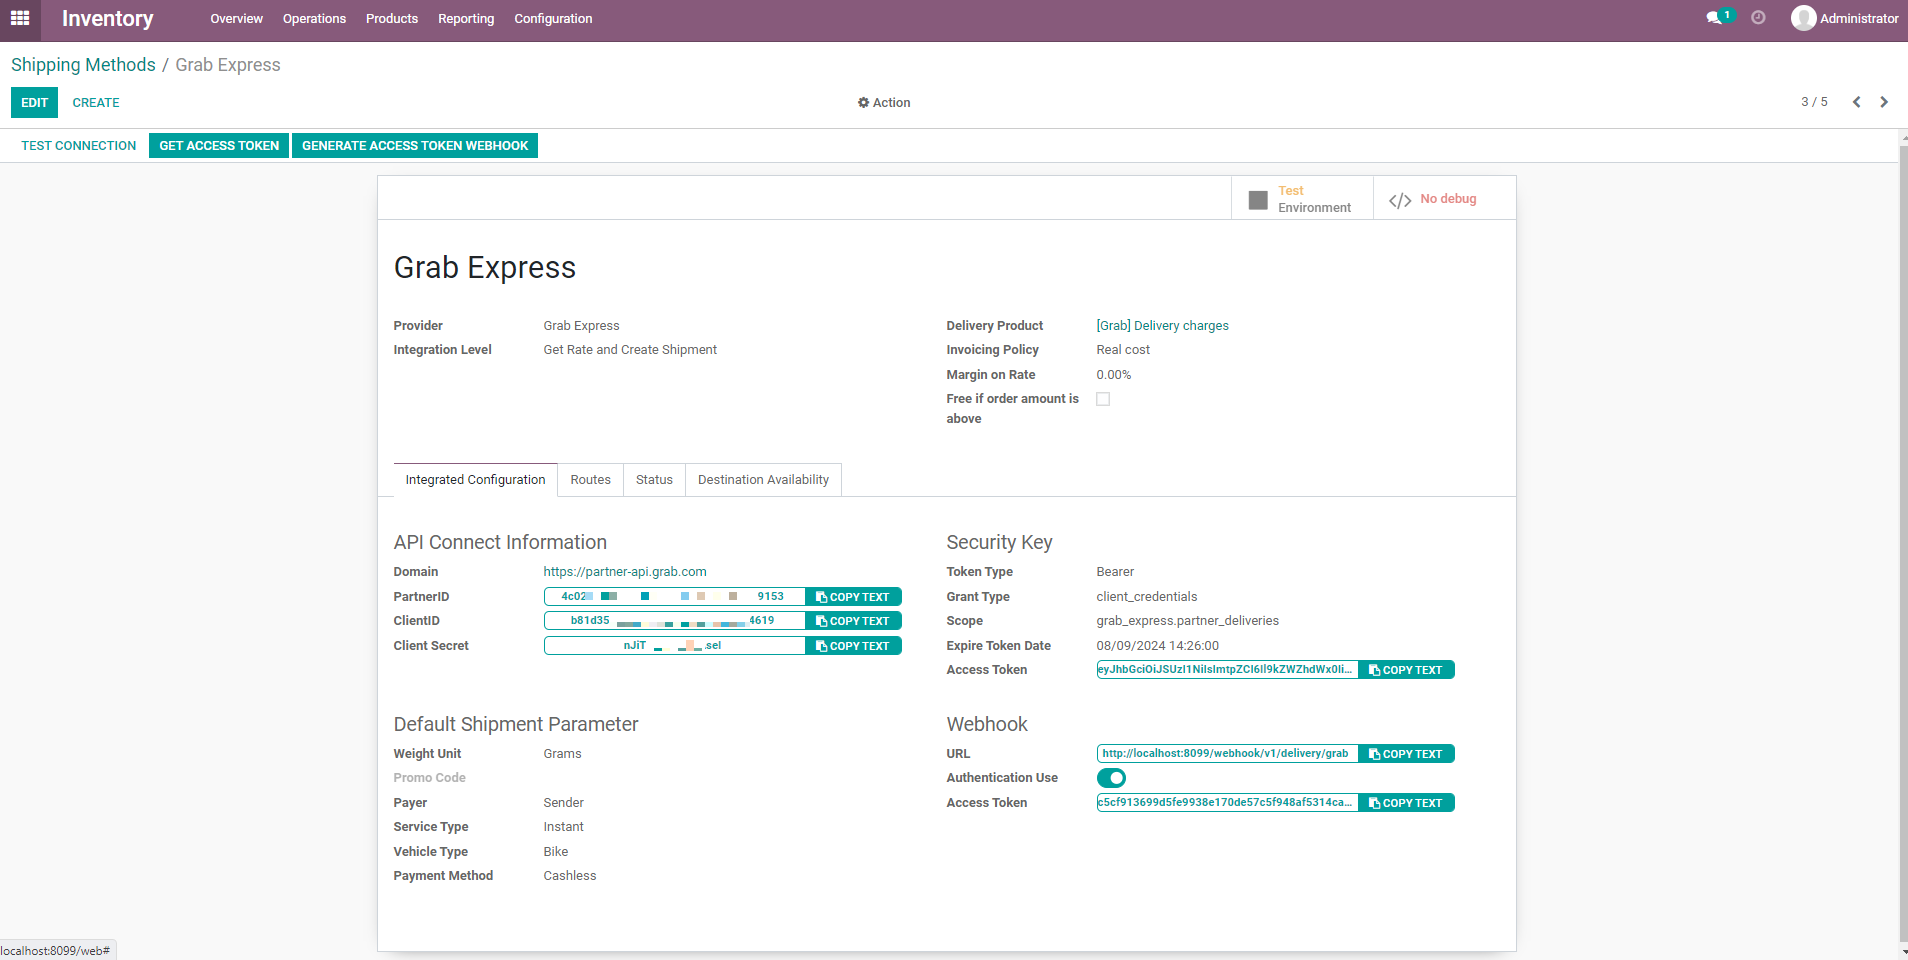 Inventory Overview Operations Products Reporting Configuration 1 Administrator
Shipping Methods / Grab Express
EDIT CREATE Action 3 / 5
TEST CONNECTION GET ACCESS TOKEN GENERATE ACCESS TOKEN WEBHOOK
Test
Environment
</> No debug
Grab Express
Provider Grab Express
Integration Level Get Rate and Create Shipment
Delivery Product [Grab] Delivery charges
Invoicing Policy Real cost
Margin on Rate 0.00%
Free if order amount is
above
Integrated Configuration Routes Status Destination Availability
API Connect Information
Domain https://partner-api.grab.com
PartnerID 4c02 9153 COPY TEXT
ClientID b81d35 4619 COPY TEXT
Client Secret nJiT .sel COPY TEXT
Security Key
Token Type Bearer
Grant Type client_credentials
Scope grab_express.partner_deliveries
Expire Token Date 08/09/2024 14:26:00
Access Token COPY TEXT
Default Shipment Parameter
Weight Unit Grams
Promo Code
Payer Sender
Service Type Instant
Vehicle Type Bike
Payment Method Cashless
Webhook
URL http://localhost:8099/webhook/v1/delivery/grab COPY TEXT
Authentication Use
Access Token c5cf913699d5fe9938e170de57c5f948af5314ca... COPY TEXT
localhost:8099/web#